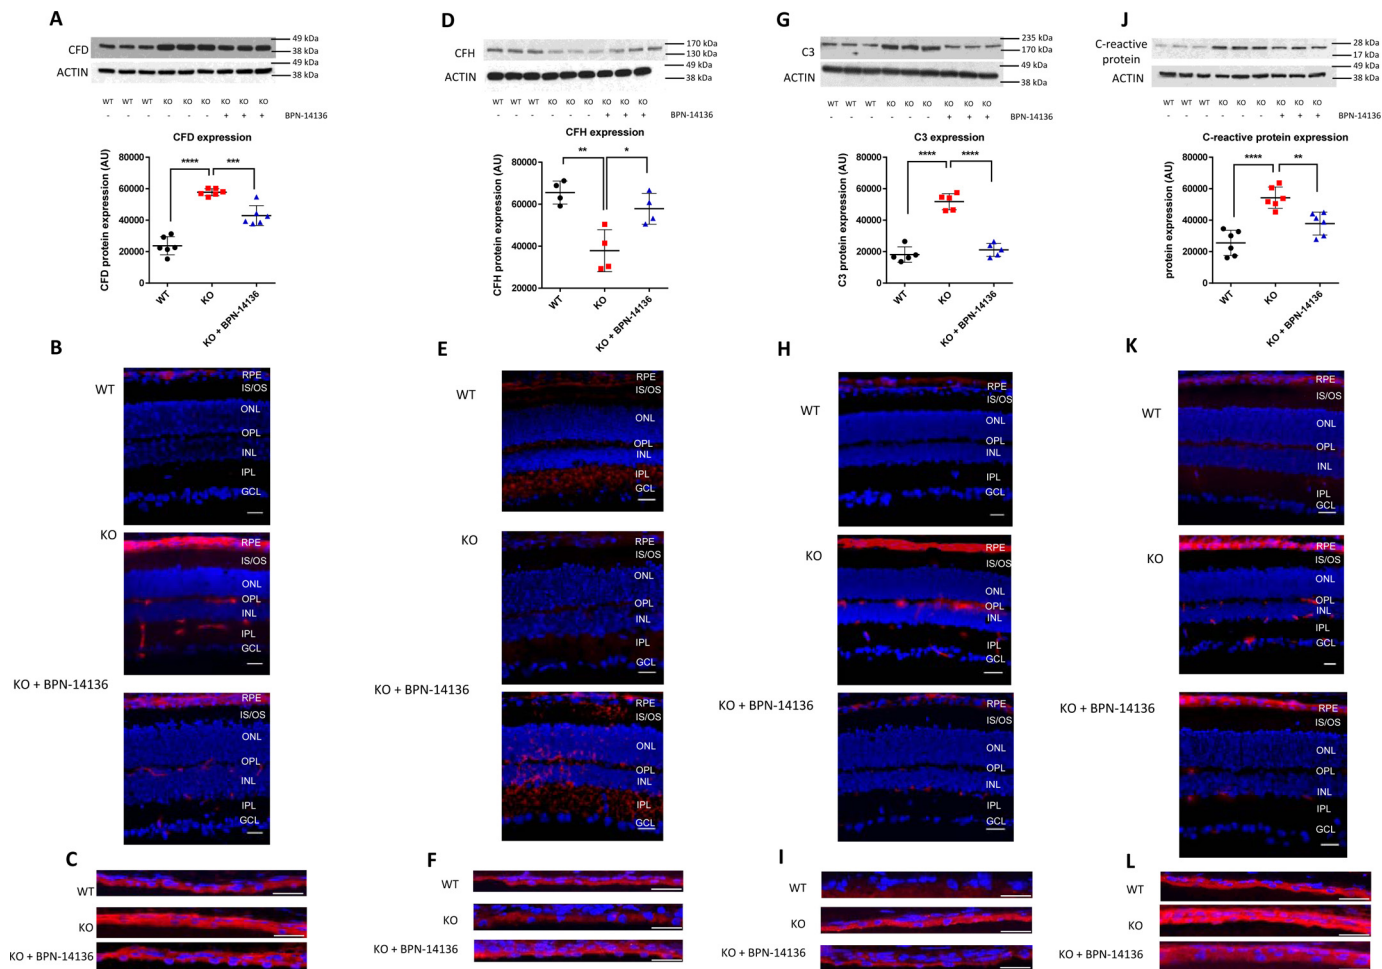 A
CFD
49 kDa
38 kDa
ACTIN
49 kDa
38 kDa
WT WT WT KO KO KO KO KO KO
- - - - - - + + + BPN-14136
CFD expression
CFD protein expression (AU)
80000
60000
40000
20000
0
**** ***
WT KO KO + BPN-14136
D
CFH
170 kDa
130 kDa
ACTIN
49 kDa
38 kDa
WT WT WT KO KO KO KO KO KO
- - - - - - + + + BPN-14136
CFH expression
CFH protein expression (AU)
80000
60000
40000
20000
** *
WT KO KO + BPN-14136
G
C3
235 kDa
170 kDa
ACTIN
49 kDa
38 kDa
WT WT WT KO KO KO KO KO KO
- - - - - - + + + BPN-14136
C3 expression
C3 protein expression (AU)
80000
60000
40000
20000
0
**** ****
WT KO KO + BPN-14136
J
C-reactive
protein
28 kDa
17 kDa
ACTIN
49 kDa
38 kDa
WT WT WT KO KO KO KO KO KO
- - - - - - + + + BPN-14136
C-reactive protein expression
protein expression (AU)
80000
60000
40000
20000
0
**** **
WT KO KO + BPN-14136
B
WT
RPE
IS/OS
ONL
OPL
INL
IPL
GCL
KO
RPE
IS/OS
ONL
OPL
INL
IPL
GCL
KO + BPN-14136
RPE
IS/OS
ONL
OPL
INL
IPL
GCL
E
WT
RPE
IS/OS
ONL
OPL
INL
IPL
GCL
KO
RPE
IS/OS
ONL
OPL
INL
IPL
GCL
KO + BPN-14136
RPE
IS/OS
ONL
OPL
INL
IPL
GCL
H
WT
RPE
IS/OS
ONL
OPL
INL
IPL
GCL
KO
RPE
IS/OS
ONL
OPL
INL
IPL
GCL
KO + BPN-14136
RPE
IS/OS
ONL
OPL
INL
IPL
GCL
K
WT
RPE
IS/OS
ONL
OPL
INL
IPL
GCL
KO
RPE
IS/OS
ONL
OPL
INL
IPL
GCL
KO + BPN-14136
RPE
IS/OS
ONL
OPL
INL
IPL
GCL
C
WT
KO
KO + BPN-14136
F
WT
KO
KO + BPN-14136
I
WT
KO
KO + BPN-14136
L
WT
KO
KO + BPN-14136